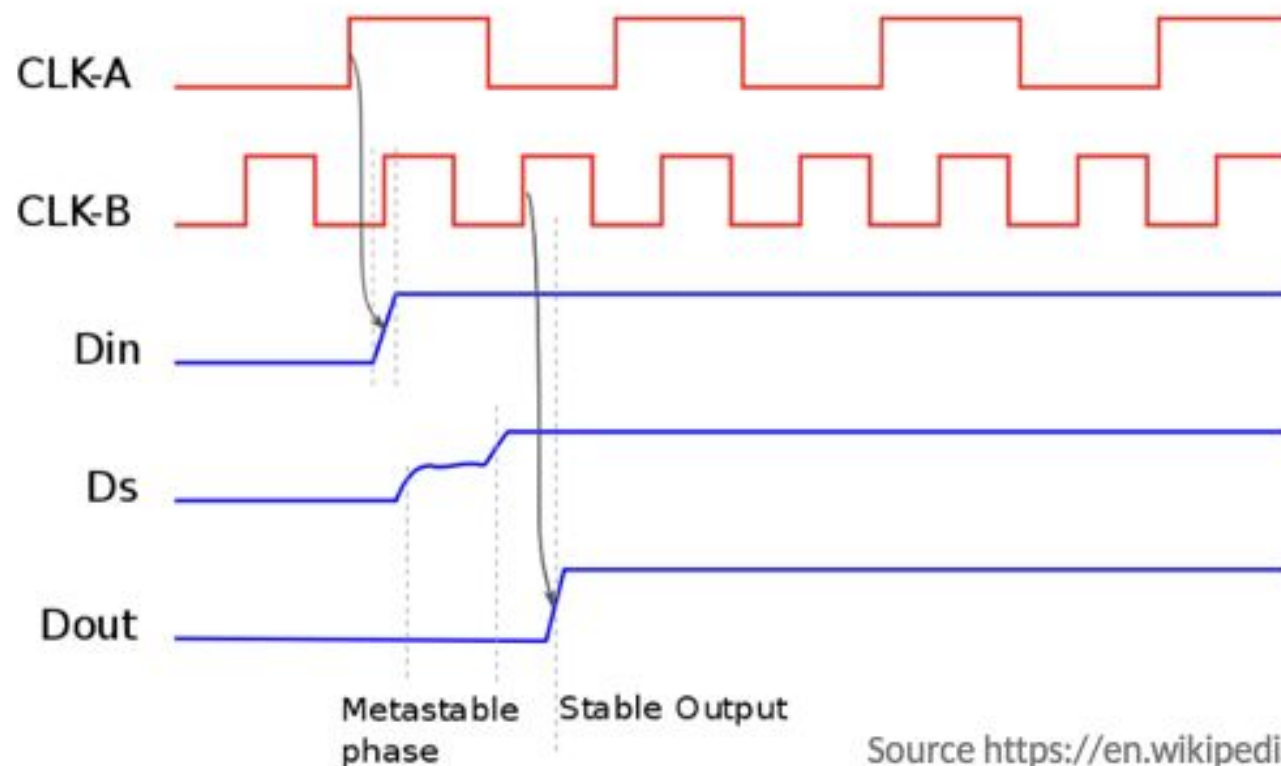 CLK-A
CLK-B
Din
Ds
Dout
Metastable
phase
Stable Output
Source https://en.wikipedi